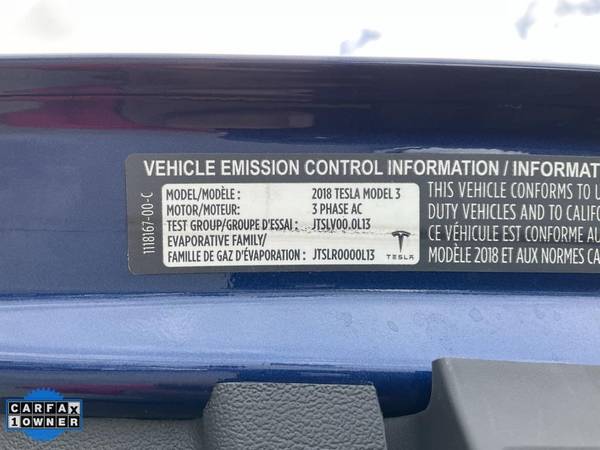 VEHICLE EMISSION CONTROL INFORMATION / INFORMAT
1118167-00-C
MODEL/MODÈLE: 2018 TESLA MODEL 3
MOTOR/MOTEUR: 3 PHASE AC
TEST GROUP/GROUPE D'ESSAI: JTSLV00.0L13
EVAPORATIVE FAMILY/
FAMILLE DE GAZ D'ÉVAPORATION: JTSLR0000L13
TESLA
THIS VEHICLE CONFORMS TO U
DUTY VEHICLES AND TO CALIF
CE VÉHICULE EST CONFORME AU
MODÈLE 2018 ET AUX NORMES CA
CARFAX
1 OWNER